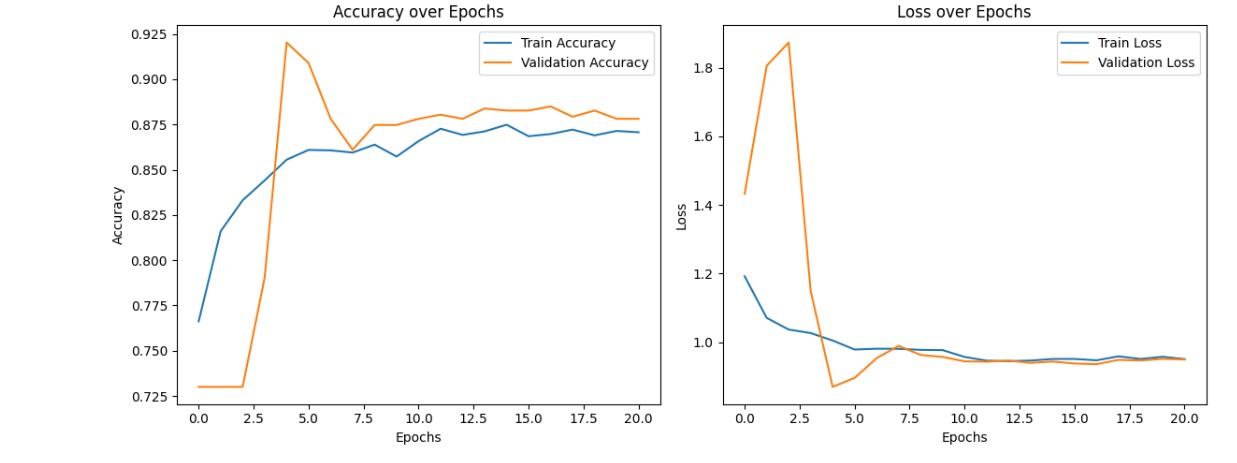 Accuracy over Epochs
Train Accuracy
Validation Accuracy
Accuracy
0.925
0.900
0.875
0.850
0.825
0.800
0.775
0.750
0.725
0.0 2.5 5.0 7.5 10.0 12.5 15.0 17.5 20.0
Epochs
Loss over Epochs
Train Loss
Validation Loss
Loss
1.8
1.6
1.4
1.2
1.0
0.0 2.5 5.0 7.5 10.0 12.5 15.0 17.5 20.0
Epochs